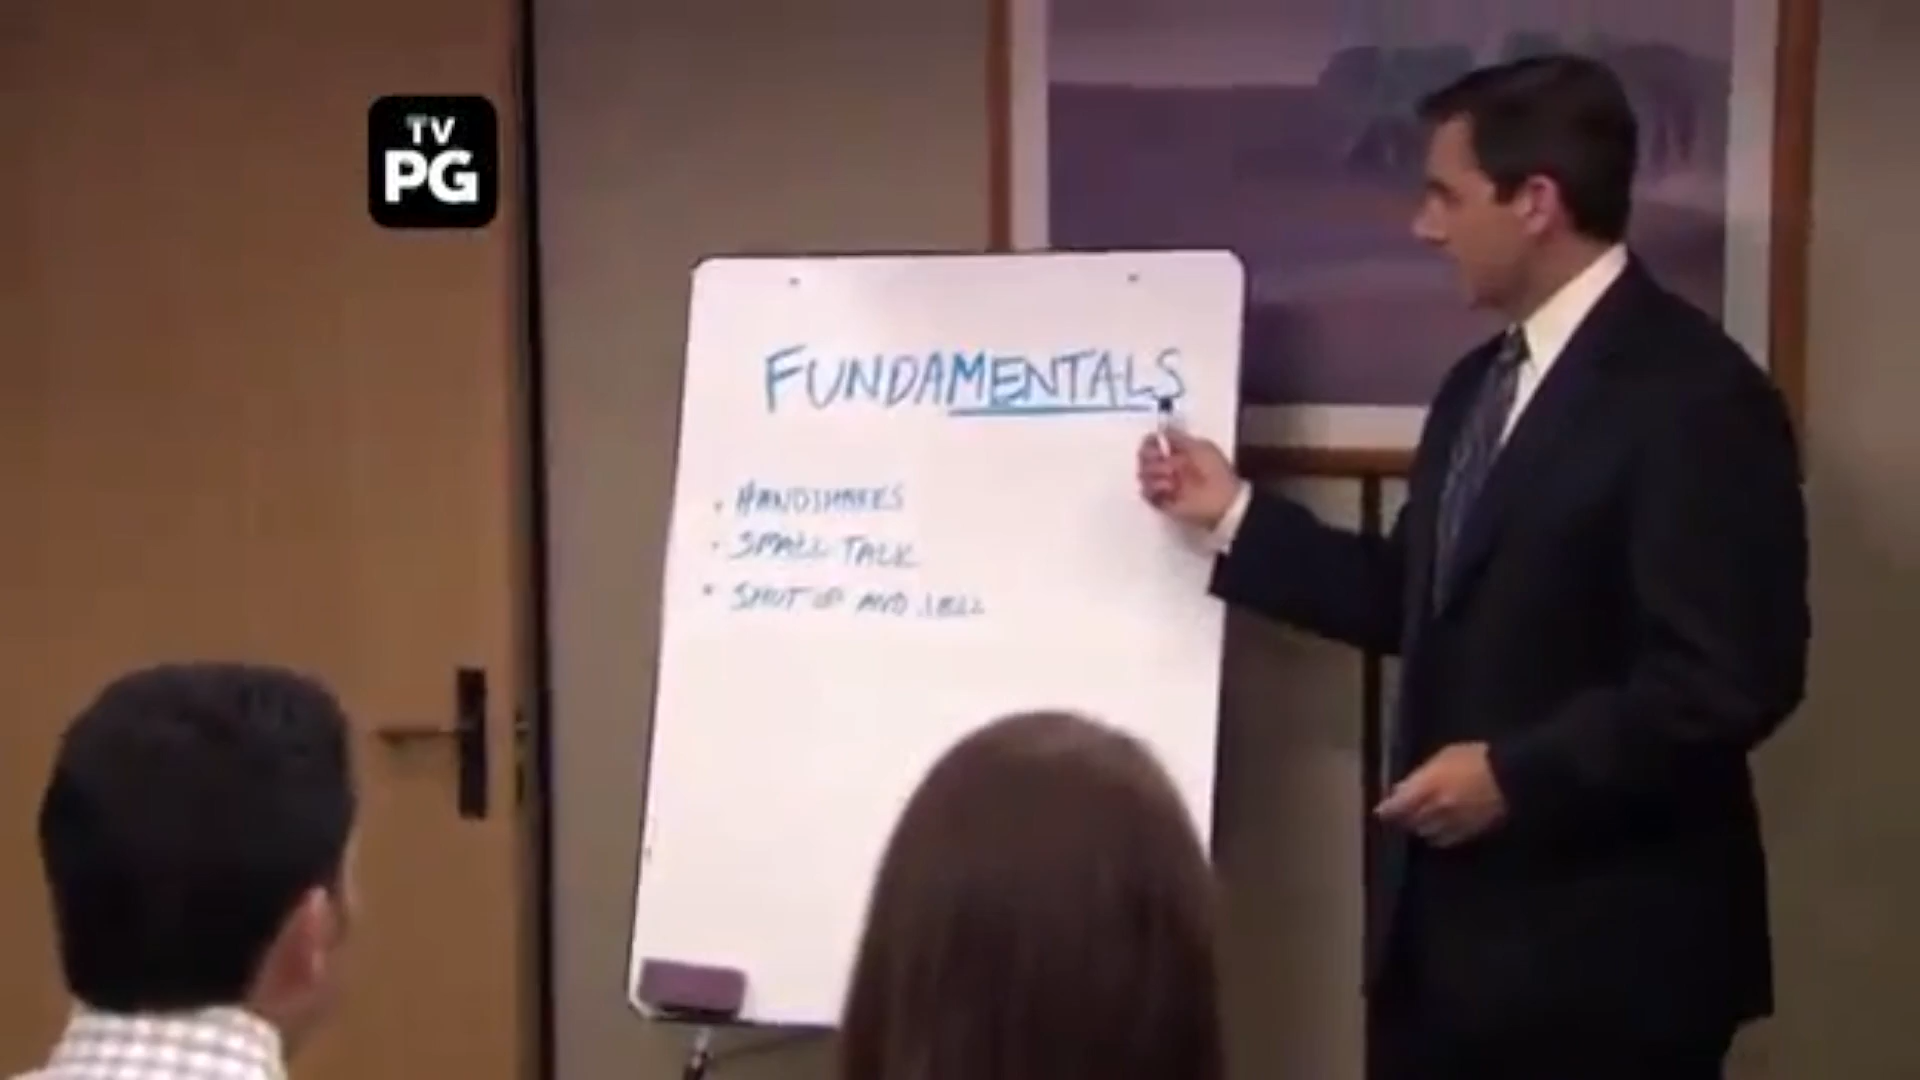 TV
PG
FUNDAMENTALS
• HANDSHAKES
• SMALL TALK
• SHUT UP AND SELL